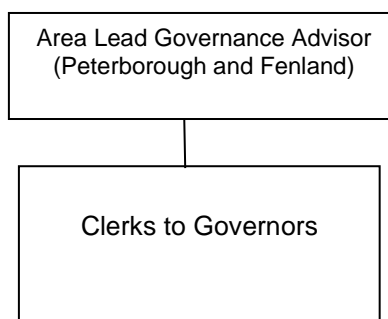 Area Lead Governance Advisor
(Peterborough and Fenland)
Clerks to Governors